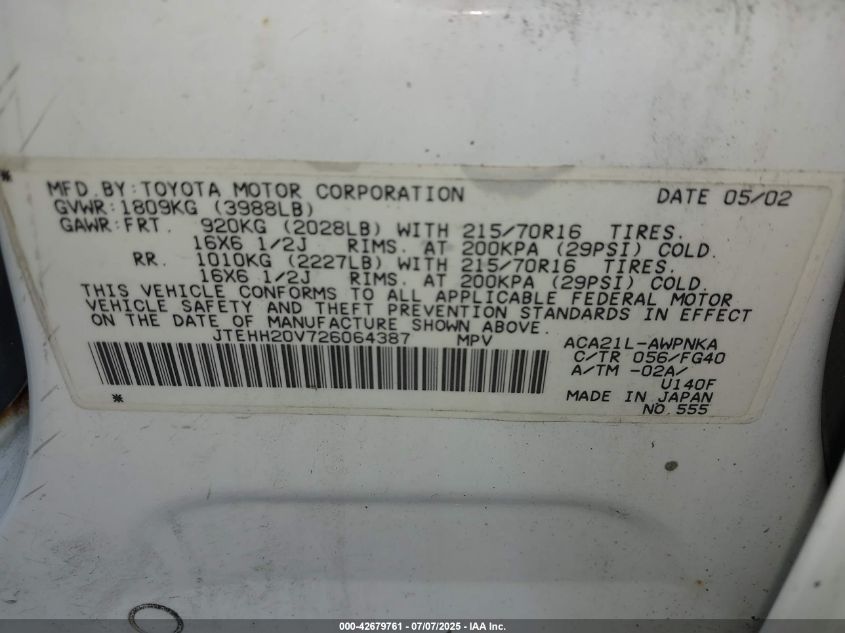 MFD.BY:TOYOTA MOTOR CORPORATION DATE 05/02
GVWR:1809KG (3988LB)
GAWR:FRT. 920KG (2028LB) WITH 215/70R16 TIRES.
16X6 1/2J RIMS. AT 200KPA (29PSI) COLD.
RR. 1010KG (2227LB) WITH 215/70R16 TIRES.
16X6 1/2J RIMS. AT 200KPA (29PSI) COLD.
THIS VEHICLE CONFORMS TO ALL APPLICABLE FEDERAL MOTOR
VEHICLE SAFETY AND THEFT PREVENTION STANDARDS IN EFFECT
ON THE DATE OF MANUFACTURE SHOWN ABOVE.
JTEHH20V726064387 MPV ACA21L-AWPNKA
C/TR 056/FG40
A/TM -02A/
U140F
MADE IN JAPAN
NO.555
000-42679761 - 07/07/2025 - IAA Inc.